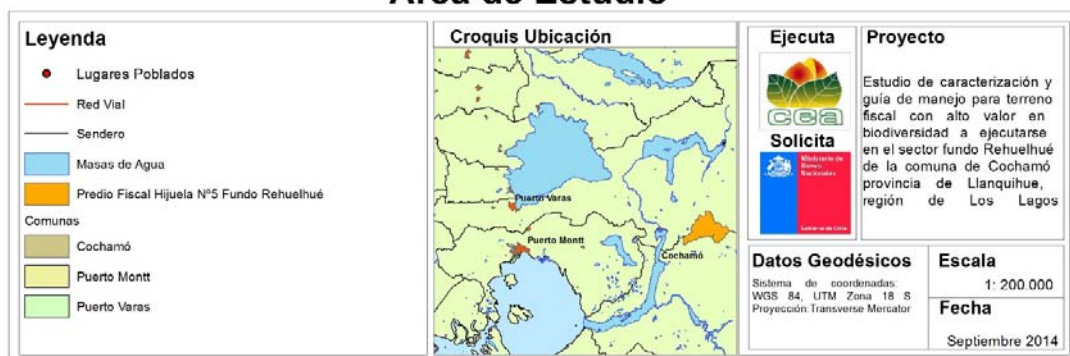 Área de Estudio
Leyenda
Lugares Poblados
Red Vial
Sendero
Masas de Agua
Predio Fiscal Hijuela Nº5 Fundo Rehuelhué
Comunas
Cochamó
Puerto Montt
Puerto Varas
Croquis Ubicación
Puerto Varas
Puerto Montt
Cochamó
Ejecuta
cea
Solicita
Ministerio de
Bienes
Nacionales
Gobierno de Chile
Proyecto
Estudio de caracterización y
guía de manejo para terreno
fiscal con alto valor en
biodiversidad a ejecutarse
en el sector fundo Rehuelhué
de la comuna de Cochamó
provincia de Llanquihue,
región de Los Lagos
Datos Geodésicos
Sistema de coordenadas:
WGS 84, UTM Zona 18 S
Proyección: Transverse Mercator
Escala
1: 200.000
Fecha
Septiembre 2014